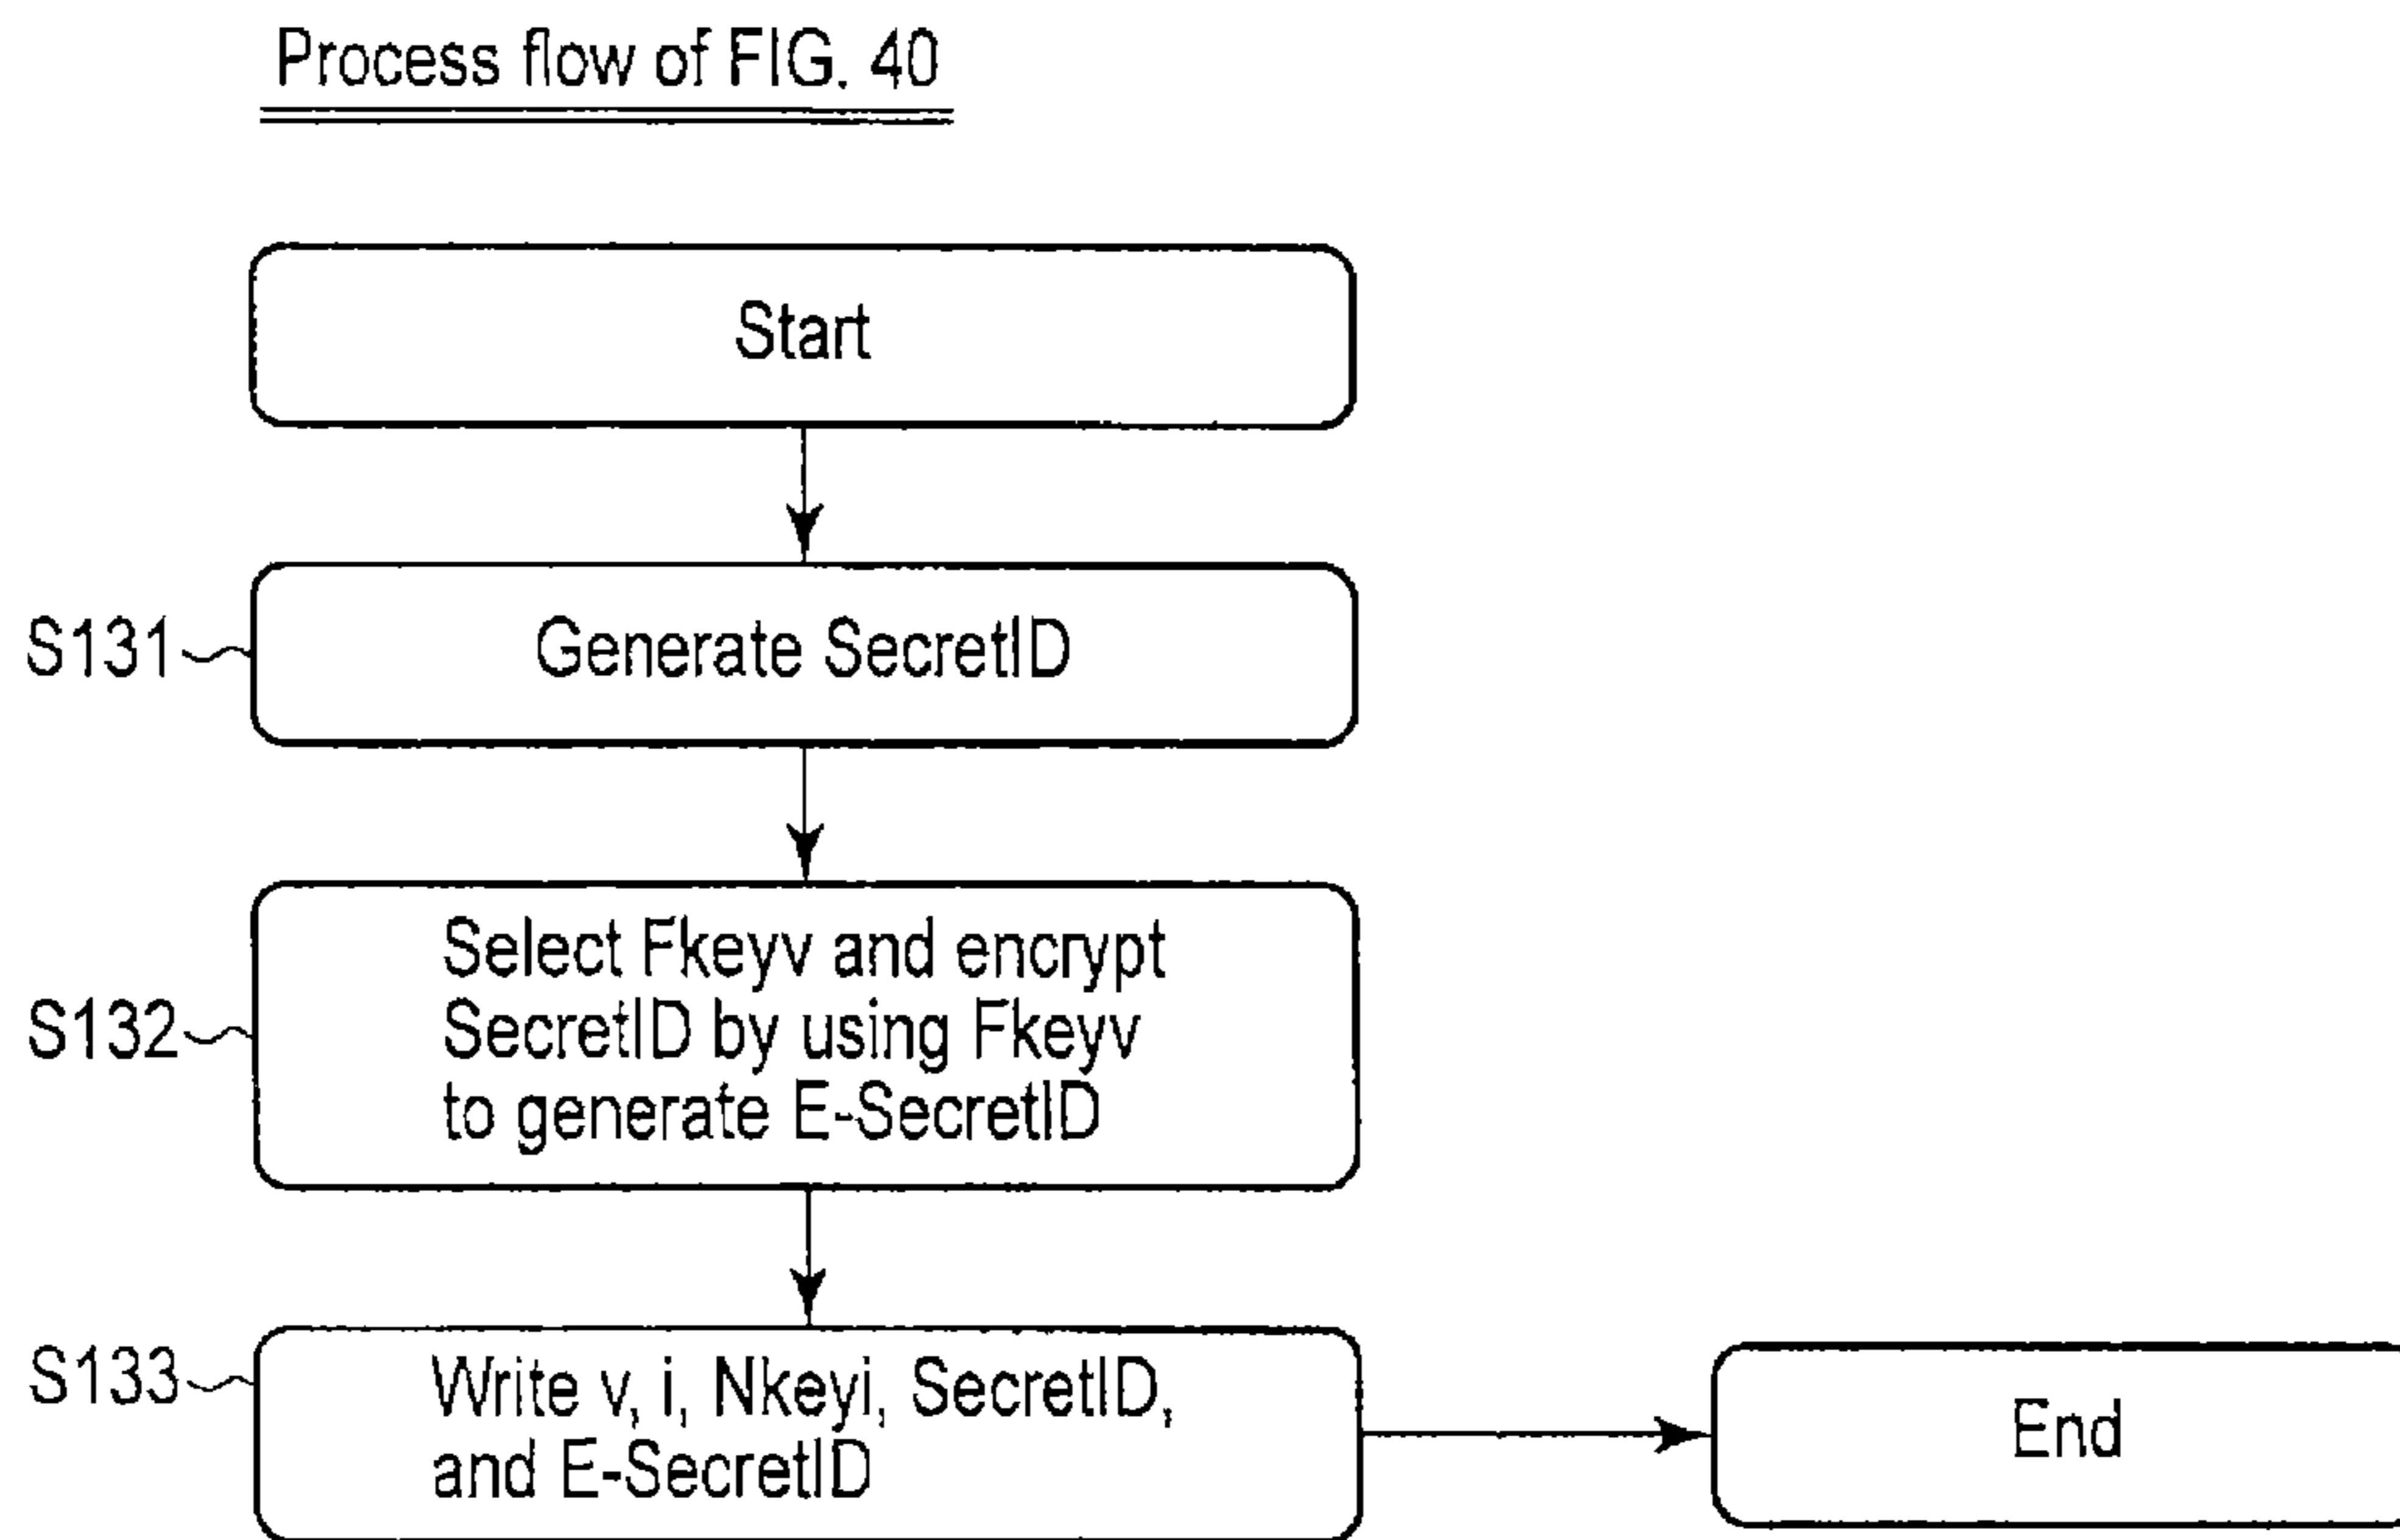 Process flow of FIG. 40
Start
S131
Generate SecretID
S132
Select Fkeyv and encrypt
SecretID by using Fkeyv
to generate E-SecretID
S133
Write v, i, Nkeyi, SecretID,
and E-SecretID
End